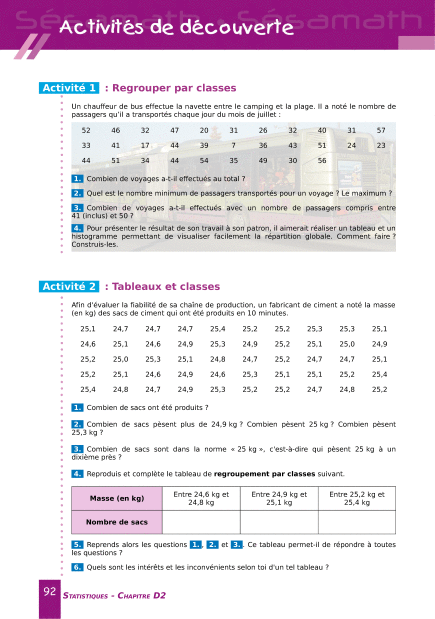 Sésamath Sésamath
Activités de découverte
Activité 1 : Regrouper par classes
Un chauffeur de bus effectue la navette entre le camping et la plage. Il a noté le nombre de
passagers qu'il a transportés chaque jour du mois de juillet :
52 46 32 47 20 31 26 32 40 31 57
33 41 17 44 39 7 36 43 51 24 23
44 51 34 44 54 35 49 30 56
1. Combien de voyages a-t-il effectués au total ?
2. Quel est le nombre minimum de passagers transportés pour un voyage ? Le maximum ?
3. Combien de voyages a-t-il effectués avec un nombre de passagers compris entre
41 (inclus) et 50 ?
4. Pour présenter le résultat de son travail à son patron, il aimerait réaliser un tableau et un
histogramme permettant de visualiser facilement la répartition globale. Comment faire ?
Construis-les.
Activité 2 : Tableaux et classes
Afin d'évaluer la fiabilité de sa chaîne de production, un fabricant de ciment a noté la masse
(en kg) des sacs de ciment qui ont été produits en 10 minutes.
25,1 24,7 24,7 24,7 25,4 25,2 25,2 25,3 25,3 25,1
24,6 25,1 24,6 24,9 25,3 24,9 25,2 25,1 25,0 24,9
25,2 25,0 25,3 25,1 24,8 24,7 25,2 24,7 24,7 25,1
25,2 25,1 24,6 24,9 24,6 25,3 25,1 25,1 25,2 25,4
25,4 24,8 24,7 24,9 25,3 25,2 25,2 24,7 24,8 25,2
1. Combien de sacs ont été produits ?
2. Combien de sacs pèsent plus de 24,9 kg ? Combien pèsent 25 kg ? Combien pèsent
25,3 kg ?
3. Combien de sacs sont dans la norme « 25 kg », c'est-à-dire qui pèsent 25 kg à un
dixième près ?
4. Reproduis et complète le tableau de regroupement par classes suivant.
Masse (en kg) Entre 24,6 kg et 24,8 kg Entre 24,9 kg et 25,1 kg Entre 25,2 kg et 25,4 kg
Nombre de sacs
5. Reprends alors les questions 1., 2. et 3. Ce tableau permet-il de répondre à toutes
les questions ?
6. Quels sont les intérêts et les inconvénients selon toi d'un tel tableau ?
92 Statistiques - Chapitre D2